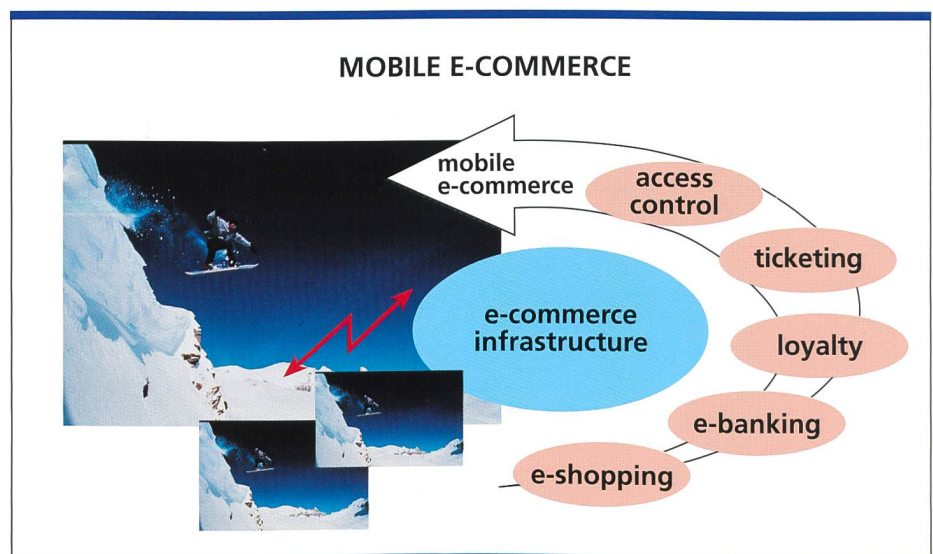 MOBILE E-COMMERCE
mobile
e-commerce
access
control
ticketing
e-commerce
infrastructure
loyalty
e-banking
e-shopping